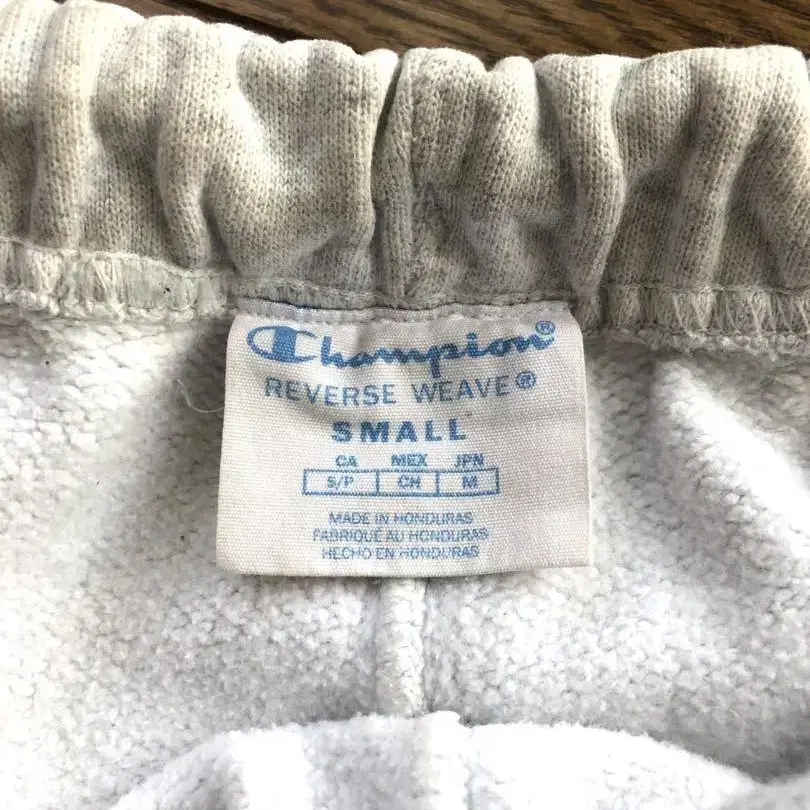 Champion®
REVERSE WEAVE®
SMALL
CA MEX JPN
S/P CH M
MADE IN HONDURAS
FABRIQUÉ AU HONDURAS
HECHO EN HONDURAS